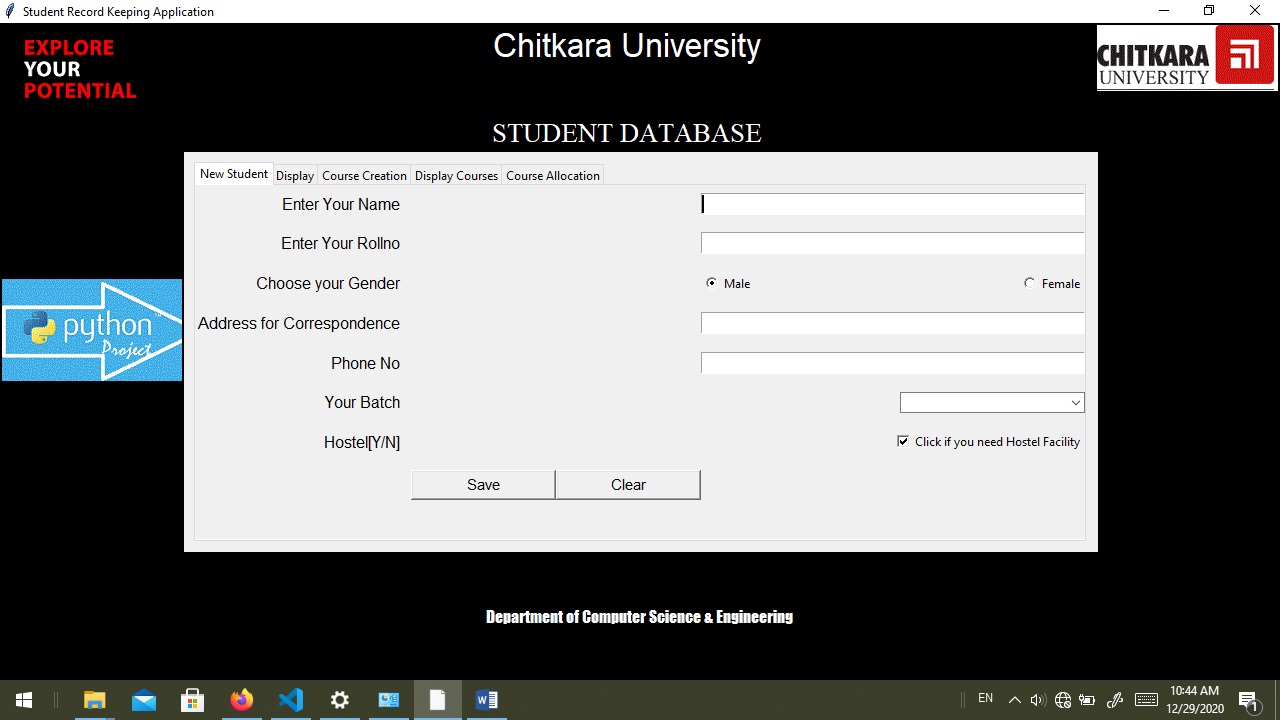 Student Record Keeping Application
EXPLORE
YOUR
POTENTIAL
Chitkara University
CHITKARA
UNIVERSITY
STUDENT DATABASE
New Student Display Course Creation Display Courses Course Allocation
Enter Your Name
Enter Your Rollno
Choose your Gender Male Female
Address for Correspondence
Phone No
Your Batch
Hostel[Y/N] Click if you need Hostel Facility
Save Clear
python™
Project
Department of Computer Science & Engineering
EN 10:44 AM
12/29/2020 1